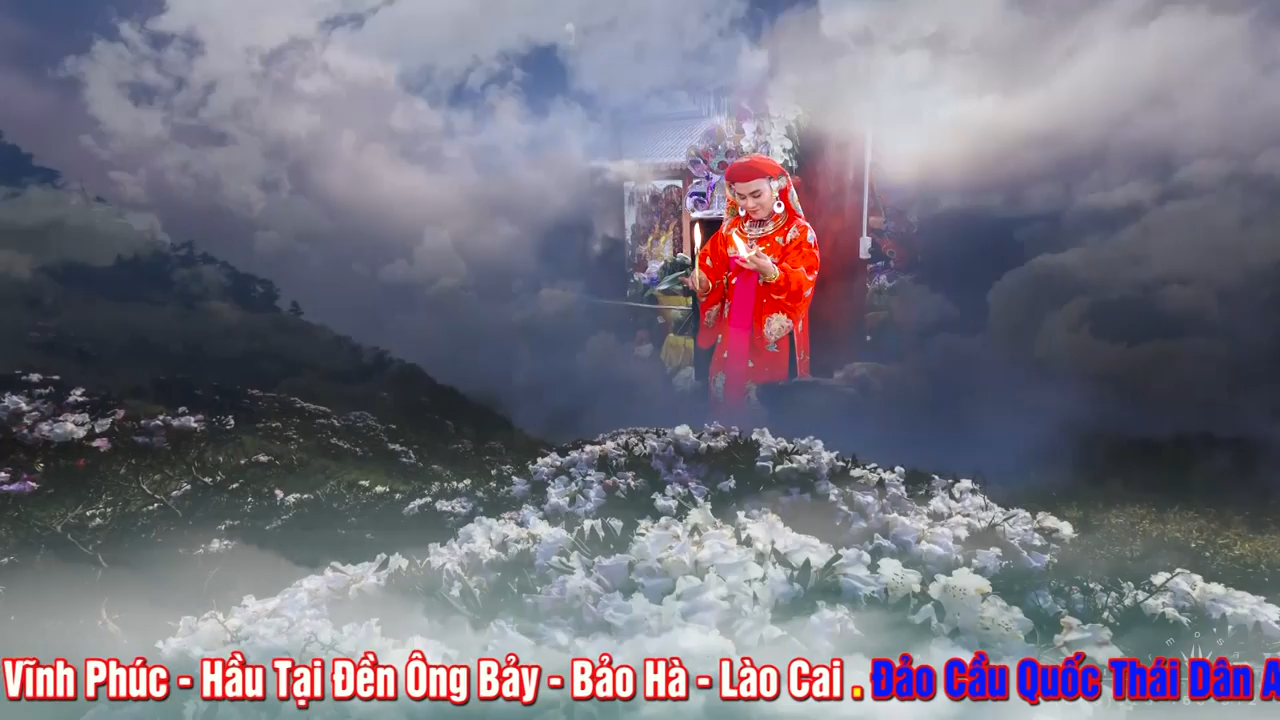 Vĩnh Phúc - Hầu Tại Đền Ông Bảy - Bảo Hà - Lào Cai . Đảo Cầu Quốc Thái Dân A